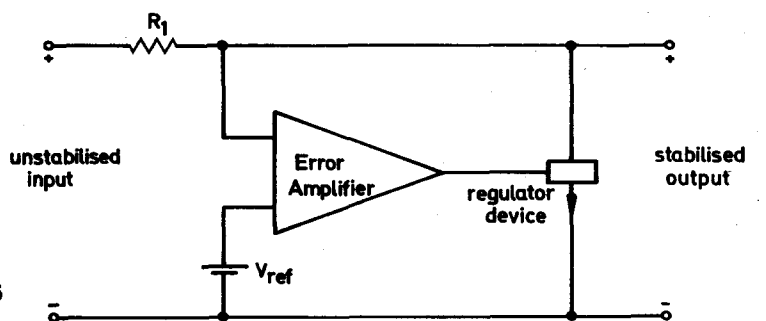 R1
+
+
unstabilised
input
Error
Amplifier
regulator
device
stabilised
output
Vref
-
-